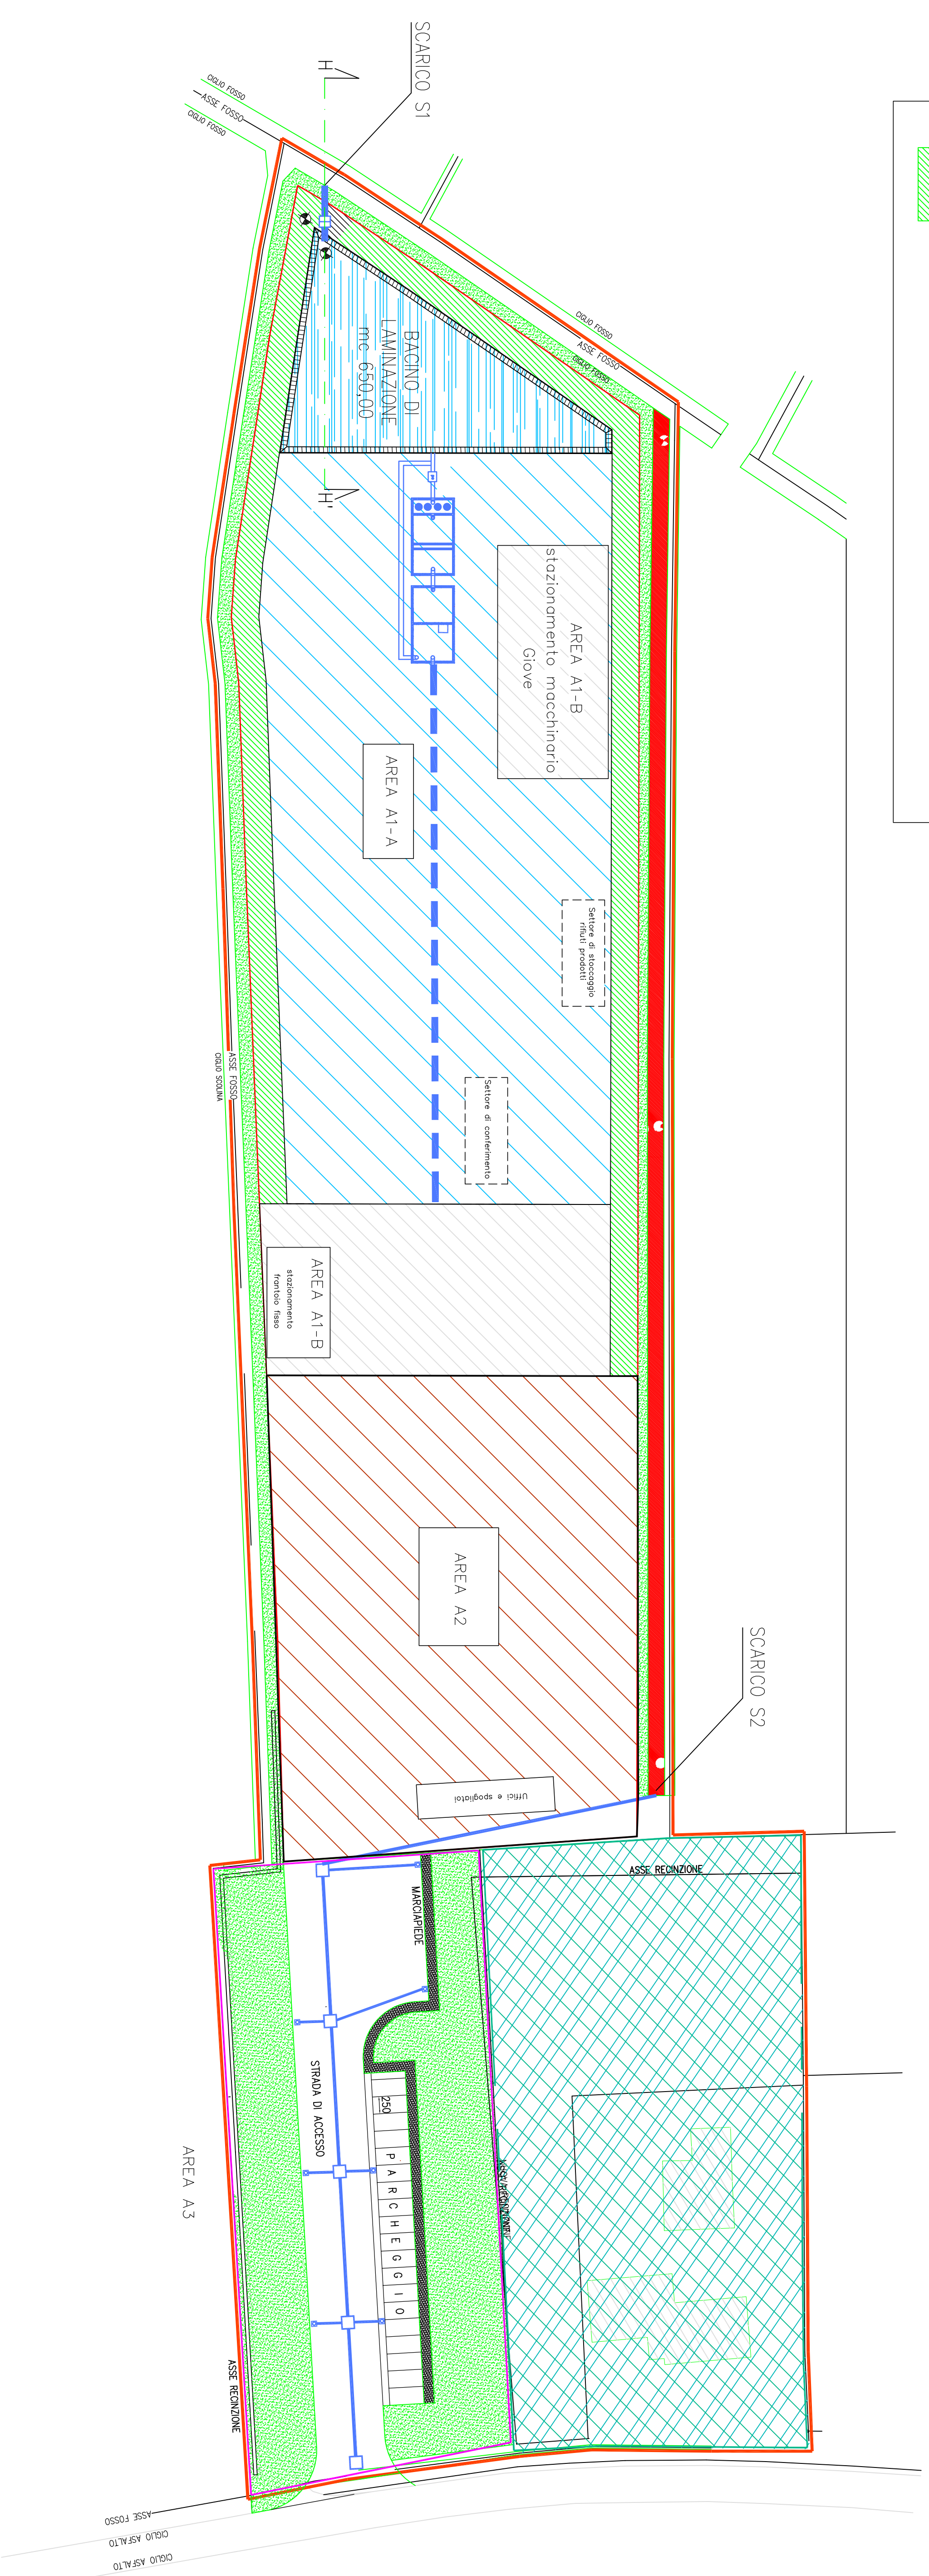 SCARICO S1
H
CIGLIO FOSSO
ASSE FOSSO
CIGLIO FOSSO
CIGLIO FOSSO
ASSE FOSSO
CIGLIO FOSSO
BACINO DI
LAMINAZIONE
mc 650,00
H'
AREA A1-B
stazionamento macchinario
Giove
AREA A1-A
Settore di stoccaggio
rifiuti prodotti
Settore di conferimento
ASSE FOSSO
CIGLIO SCOLINA
AREA A1-B
stazionamento
frantoio fisso
AREA A2
SCARICO S2
Uffici e spogliatoi
ASSE RECINZIONE
MARCIAPIEDE
STRADA DI ACCESSO
250
PARCHEGGIO
AREA A3
ASSE RECINZIONE
ASSE FOSSO
CIGLIO ASFALTO
CIGLIO ASFALTO